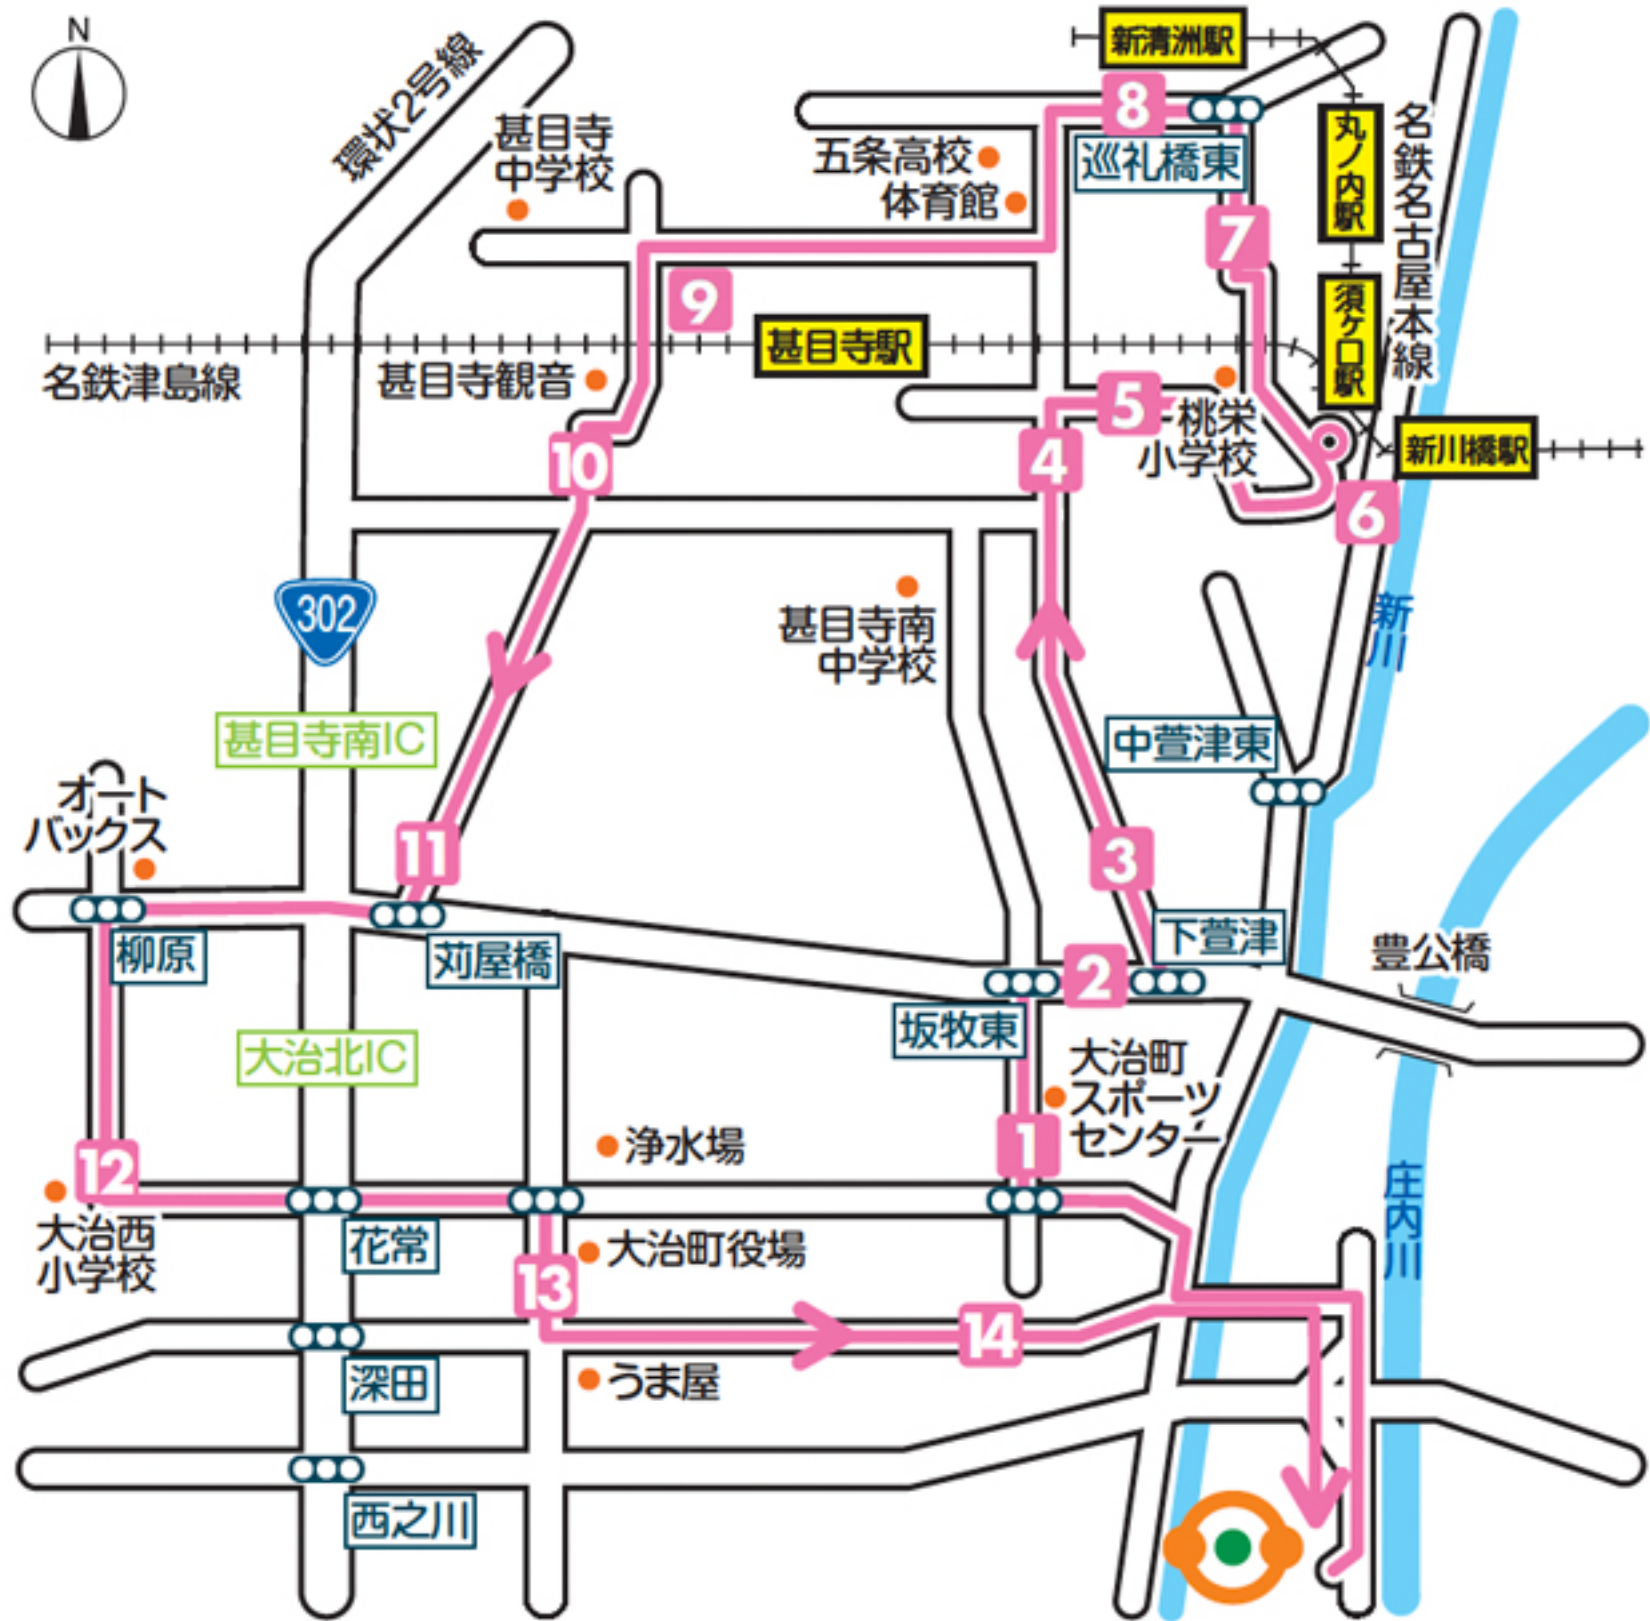 N
環状2号線
新清洲駅
8
甚目寺
中学校
五条高校
体育館
巡礼橋東
丸ノ内駅
名鉄名古屋本線
7
9
須ヶ口駅
甚目寺駅
名鉄津島線
甚目寺観音
5
桃栄
小学校
4
10
新川橋駅
6
302
甚目寺南
中学校
新川
甚目寺南IC
中萱津東
オート
バックス
11
3
下萱津
柳原
苅屋橋
2
豊公橋
坂牧東
大治北IC
大治町
スポーツ
センター
浄水場
1
12
庄内川
大治西
小学校
花常
大治町役場
13
14
深田
うま屋
西之川